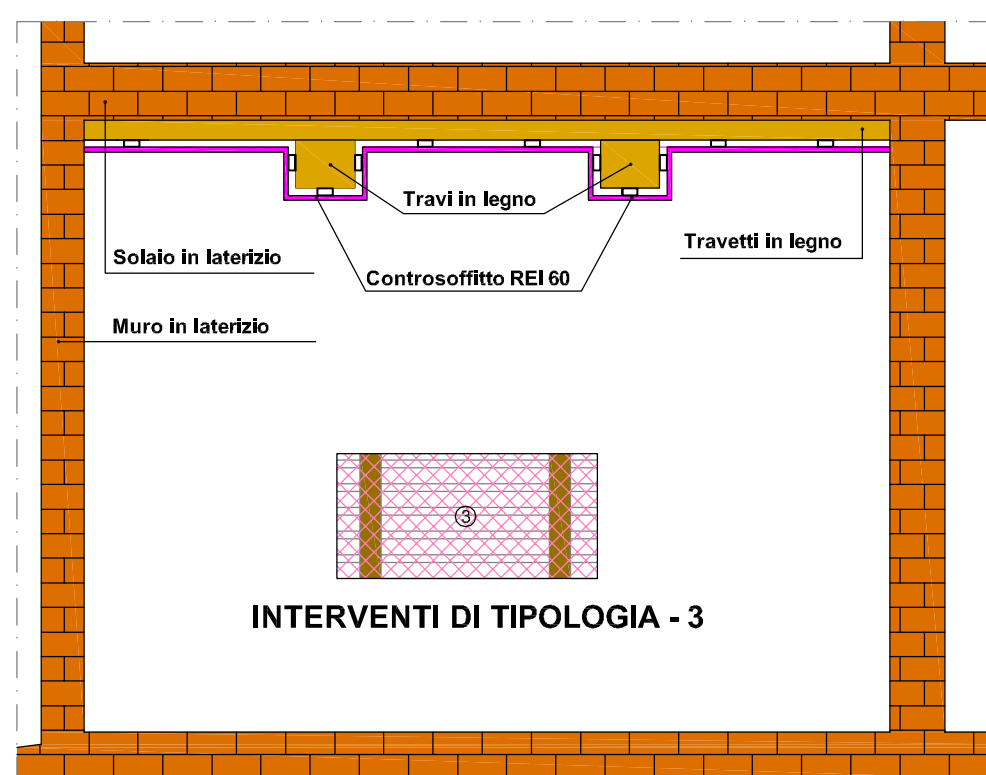 Travi in legno
Travetti in legno
Solaio in laterizio
Controsoffitto REI 60
Muro in laterizio
3
INTERVENTI DI TIPOLOGIA - 3